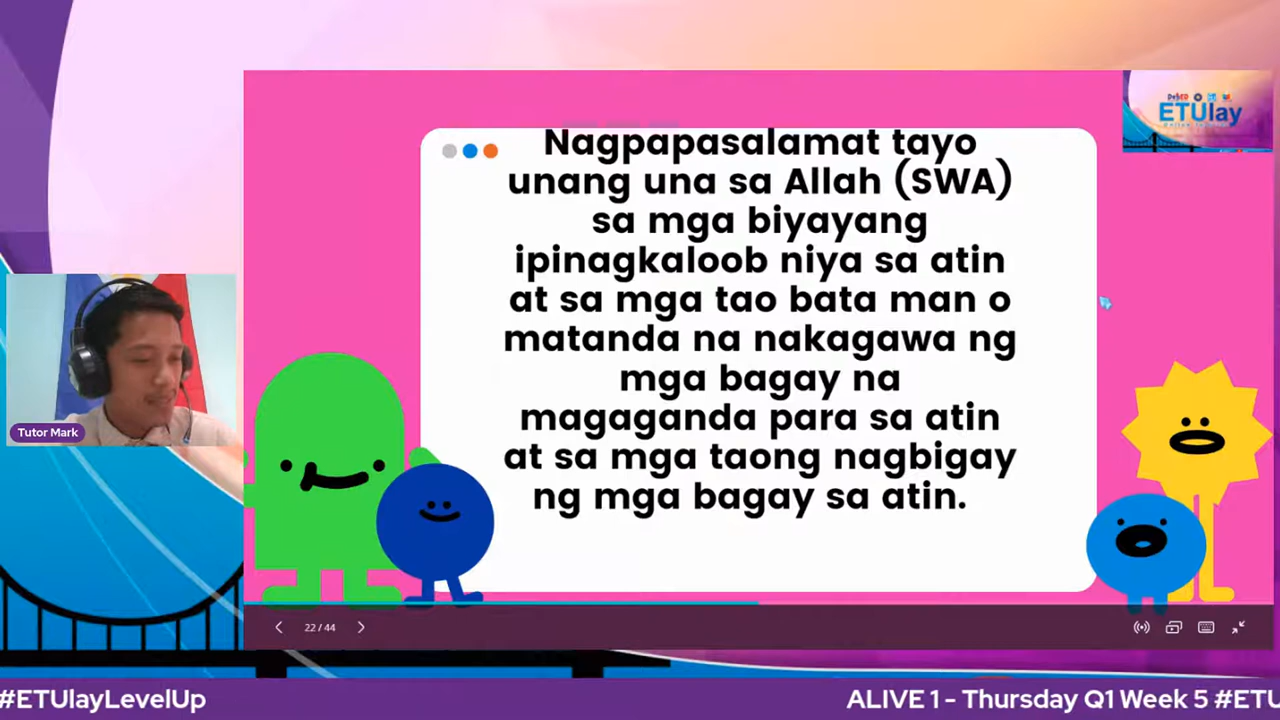 DepEd
ETUlay
Nagpapasalamat tayo
unang una sa Allah (SWA)
sa mga biyayang
ipinagkaloob niya sa atin
at sa mga tao bata man o
matanda na nakagawa ng
mga bagay na
magaganda para sa atin
at sa mga taong nagbigay
ng mga bagay sa atin.
Tutor Mark
22 / 44
#ETUlayLevelUp
ALIVE 1 - Thursday Q1 Week 5 #ETU